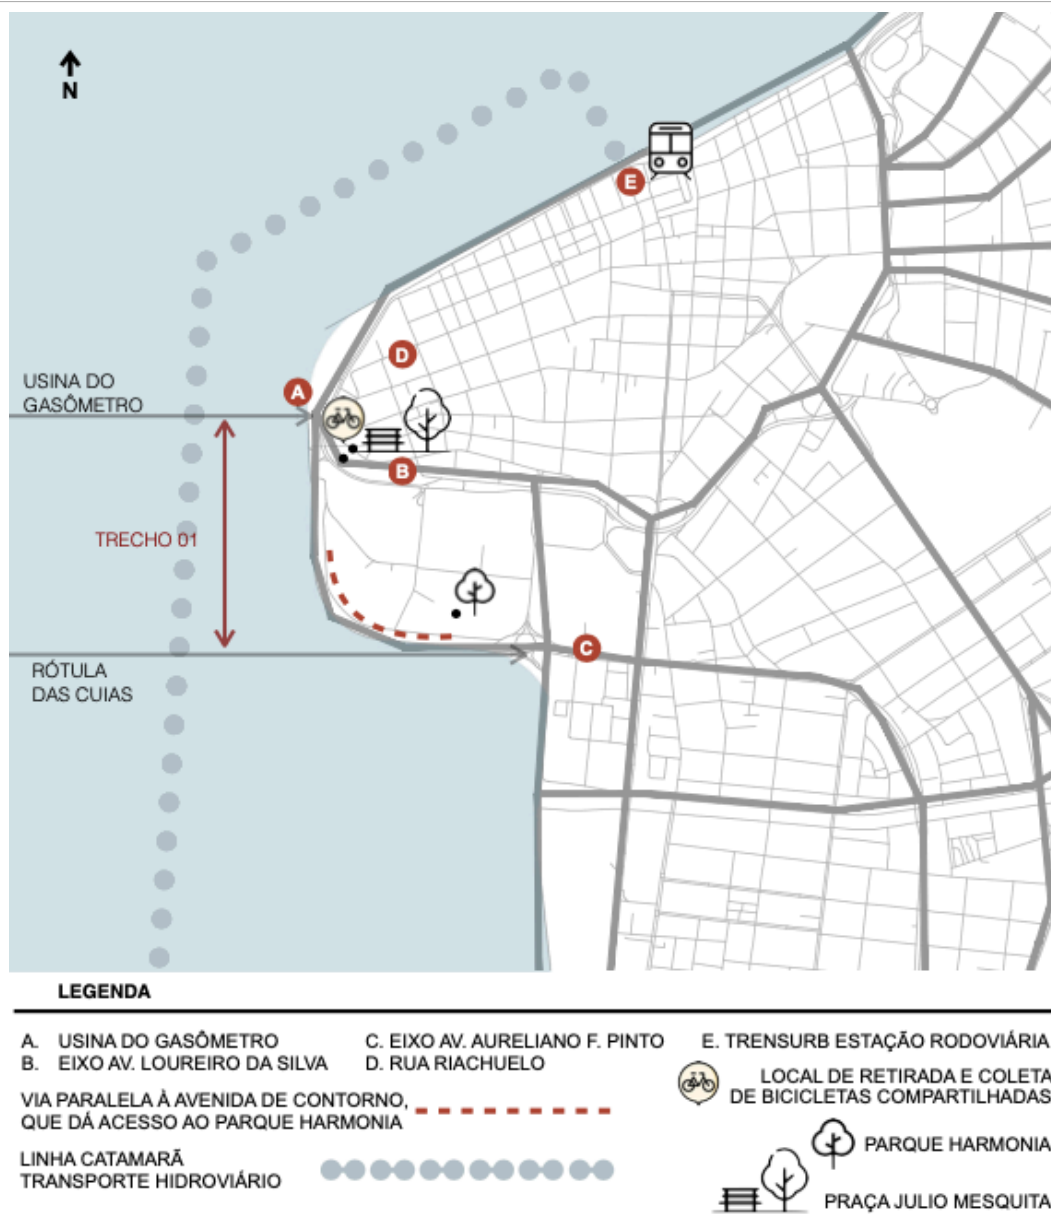 N
E
D
A
USINA DO
GASÔMETRO
B
TRECHO 01
C
RÓTULA
DAS CUIAS
LEGENDA
A. USINA DO GASÔMETRO
B. EIXO AV. LOUREIRO DA SILVA
C. EIXO AV. AURELIANO F. PINTO
D. RUA RIACHUELO
E. TRENSURB ESTAÇÃO RODOVIÁRIA
VIA PARALELA À AVENIDA DE CONTORNO,
QUE DÁ ACESSO AO PARQUE HARMONIA
LINHA CATAMARÃ
TRANSPORTE HIDROVIÁRIO
LOCAL DE RETIRADA E COLETA
DE BICICLETAS COMPARTILHADAS
PARQUE HARMONIA
PRAÇA JULIO MESQUITA